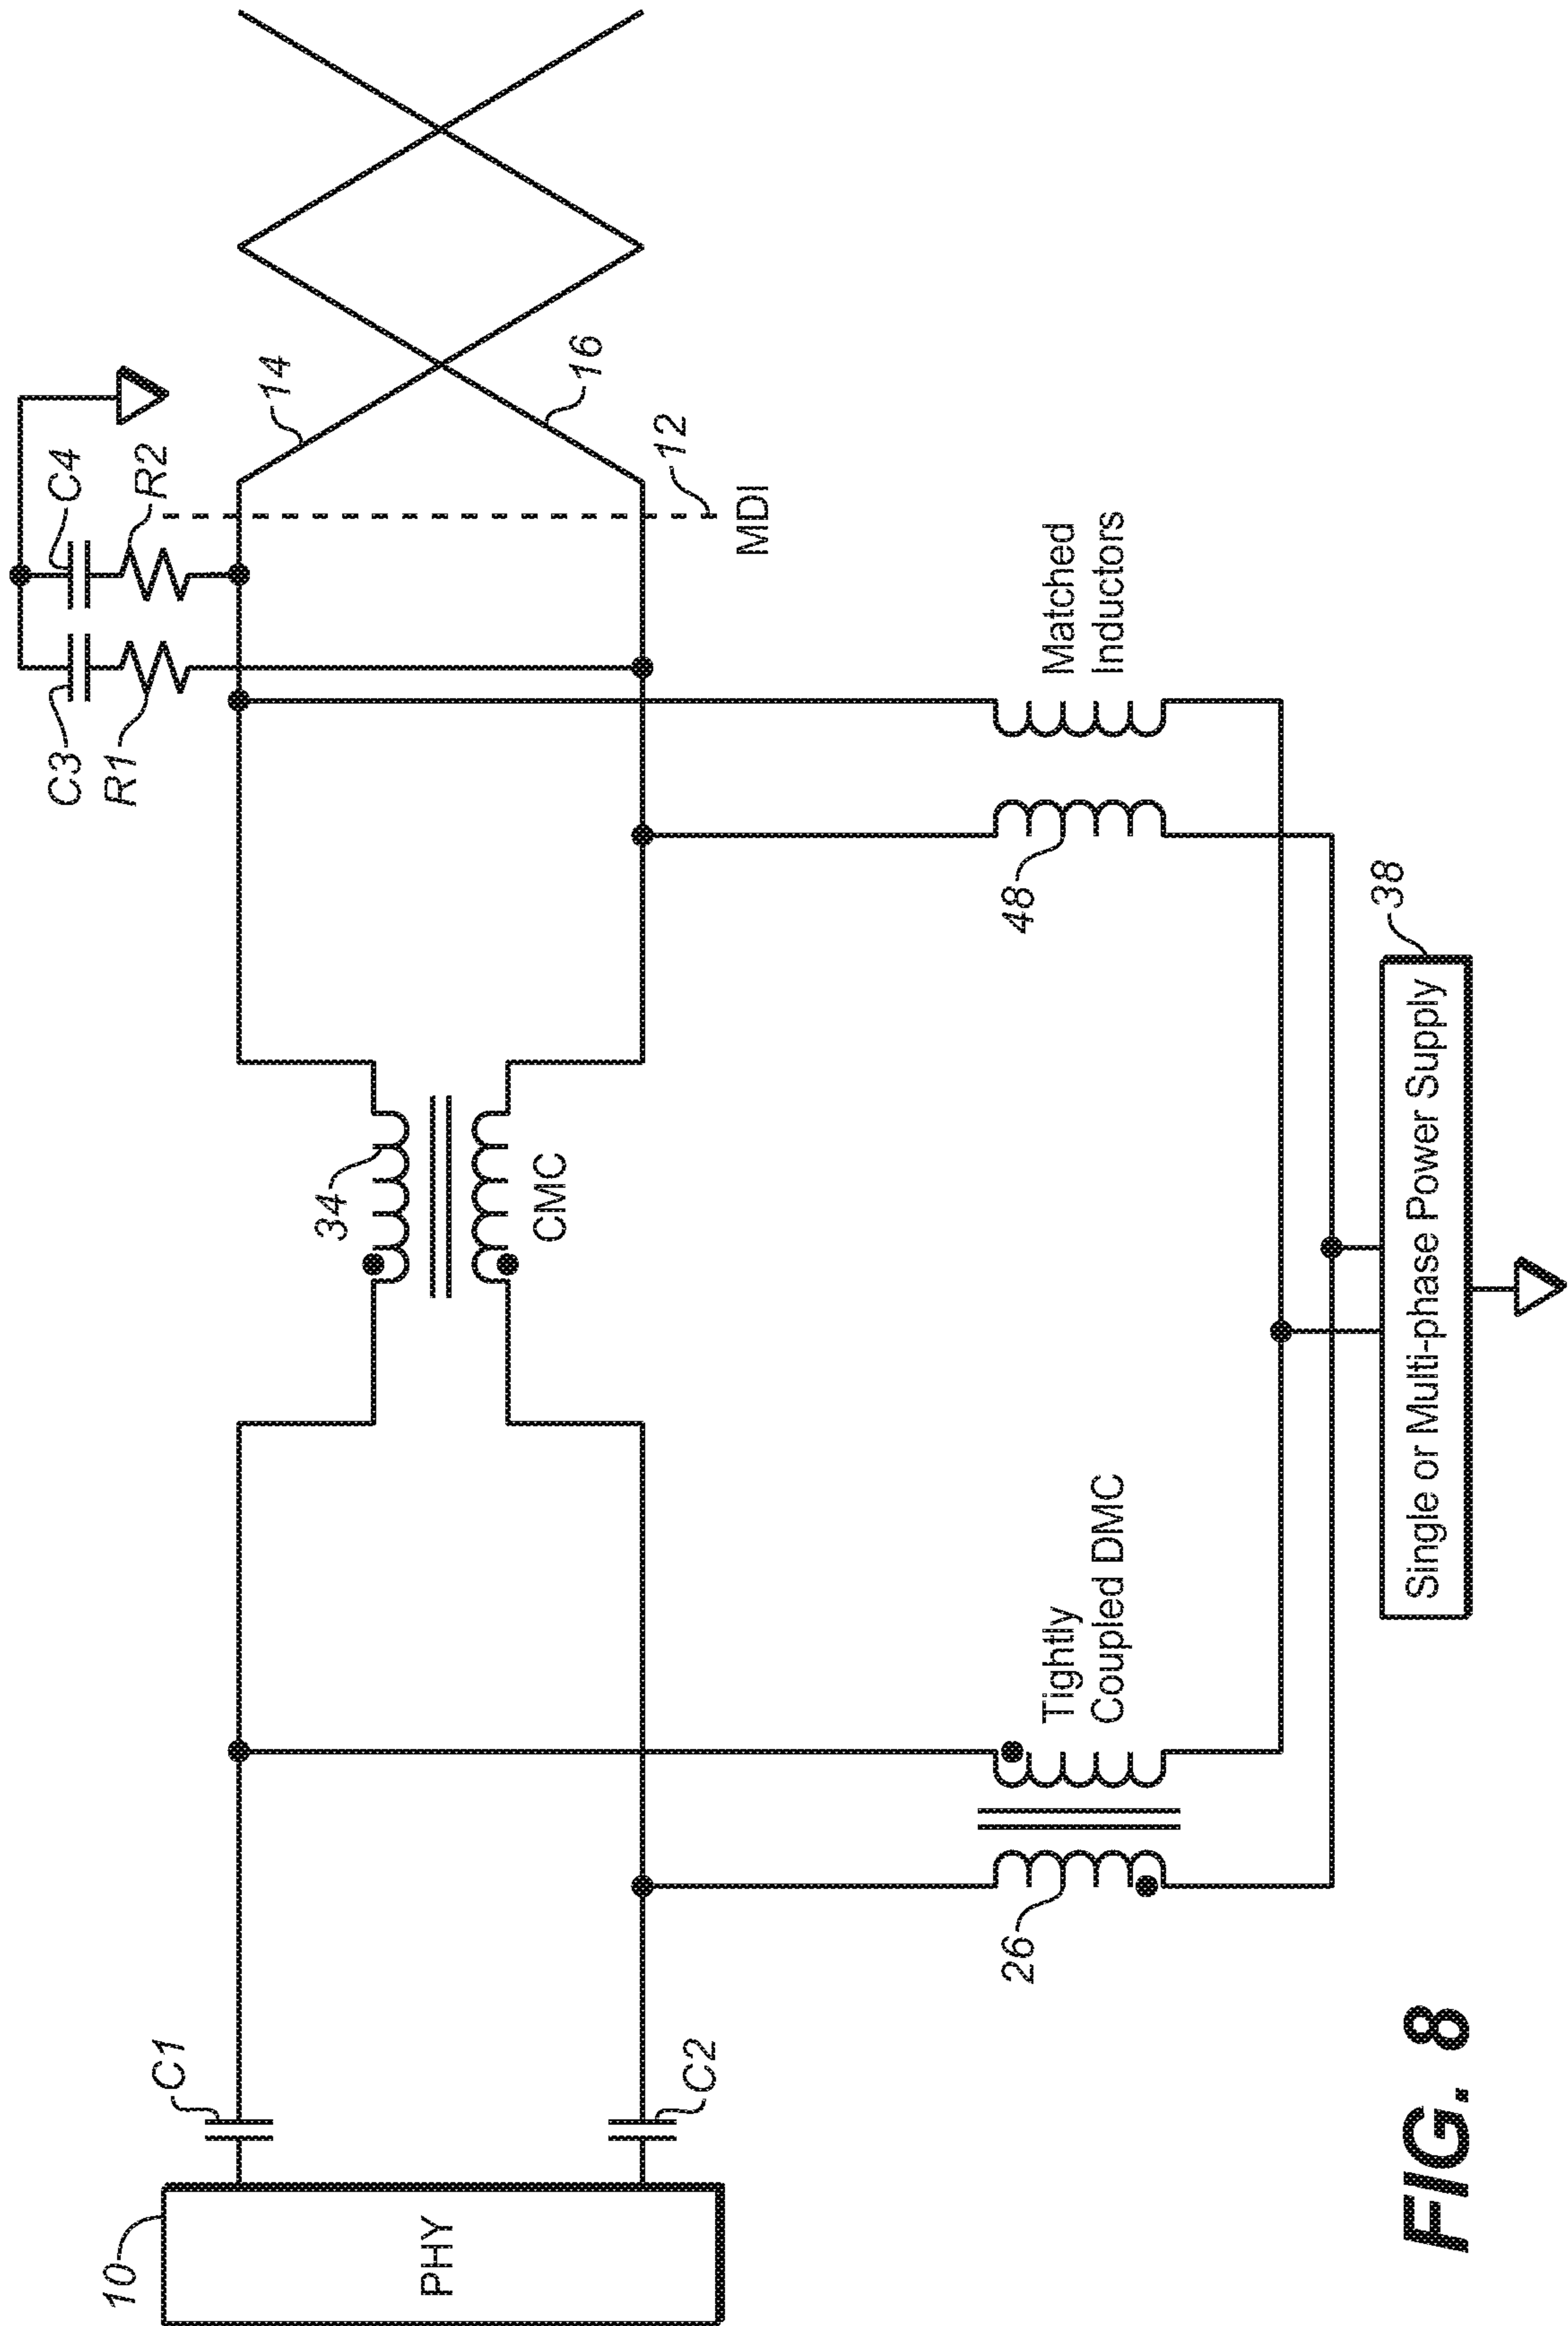 10
PHY
C1
C2
34
CMC
C3
R1
C4
R2
14
16
12
MDI
26
Tightly
Coupled DMC
48
Matched
Inductors
38
Single or Multi-phase Power Supply
FIG. 8